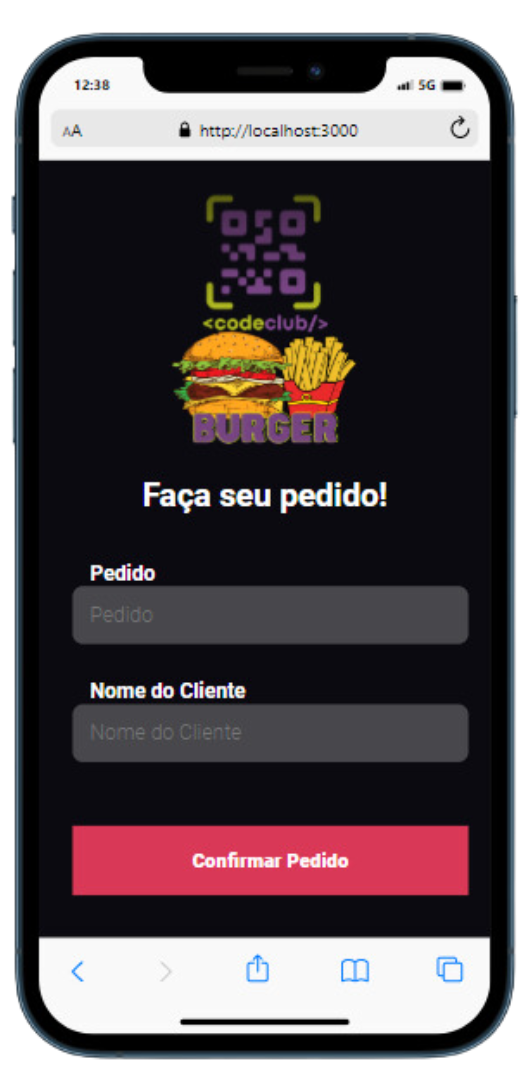 12:38
5G
AA
http://localhost:3000
<codeclub/>
BURGER
Faça seu pedido!
Pedido
Pedido
Nome do Cliente
Nome do Cliente
Confirmar Pedido